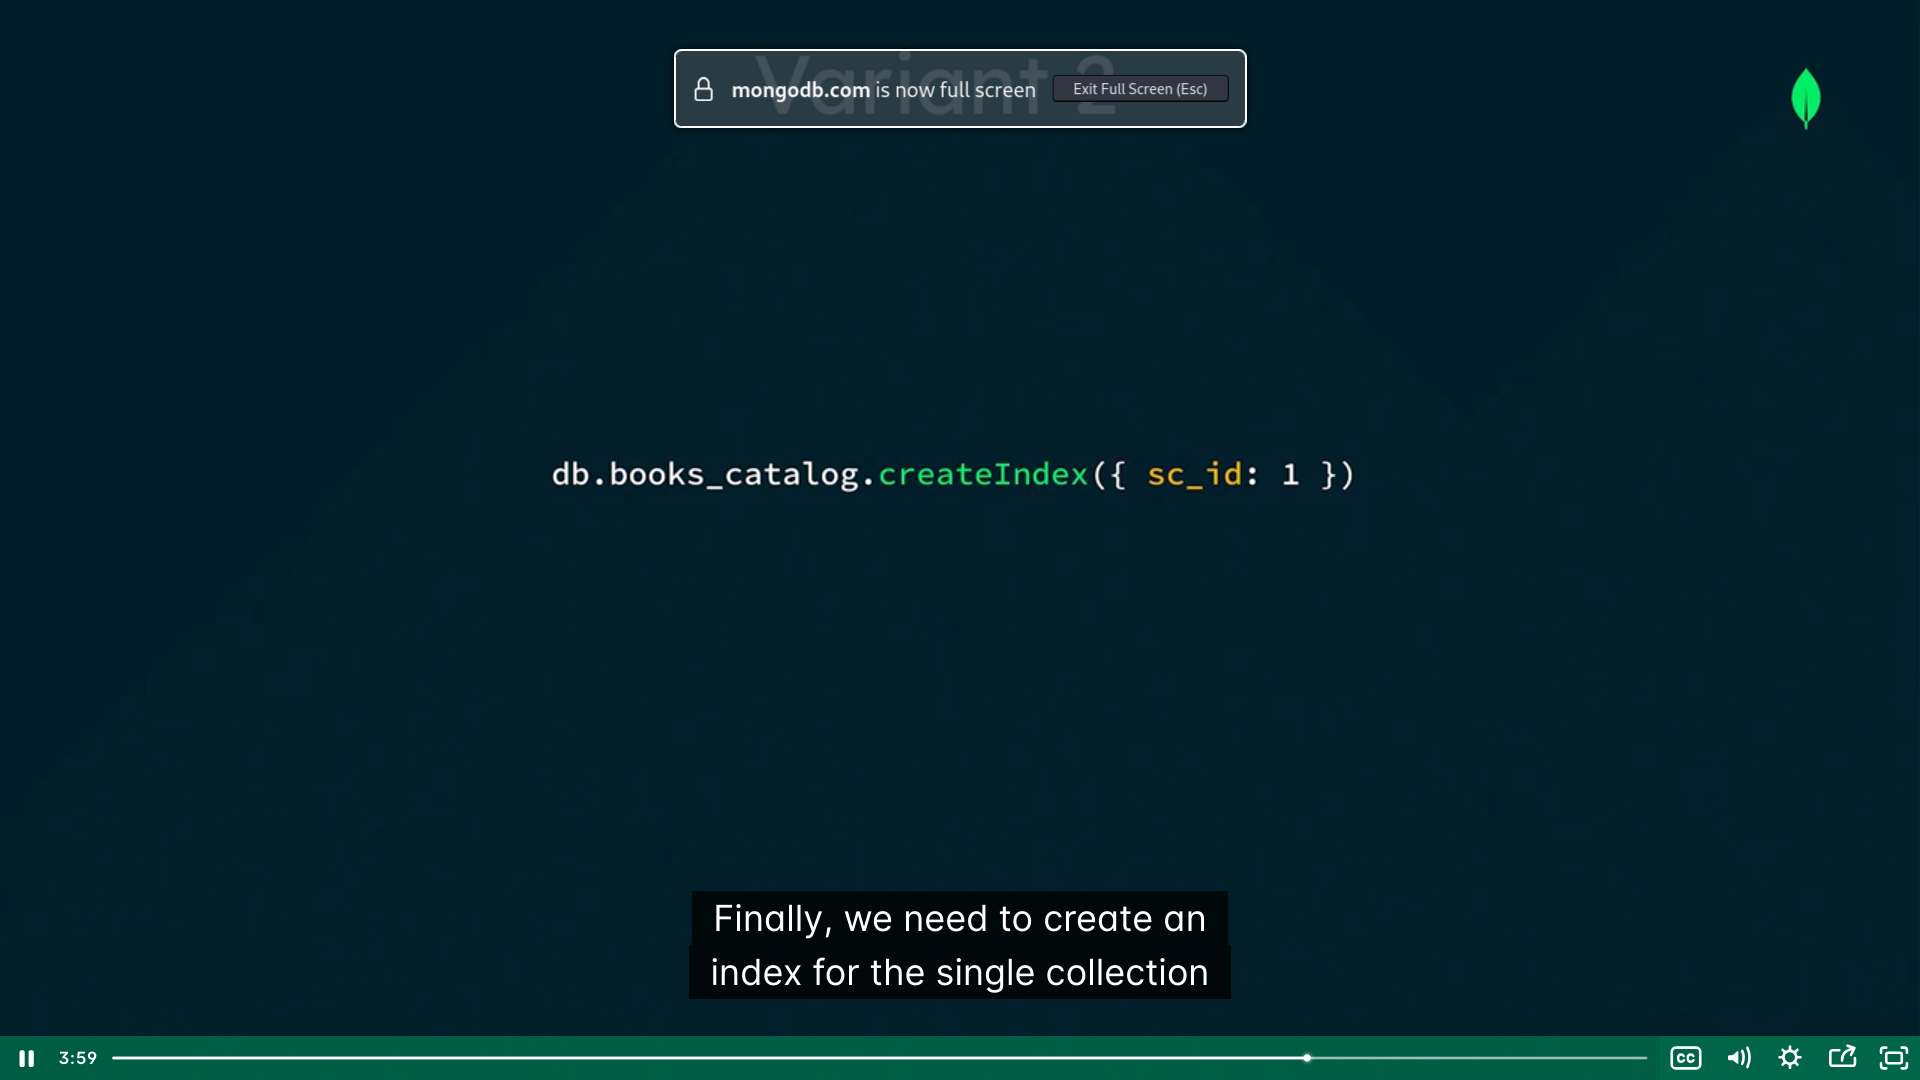 Variant 2
mongodb.com is now full screen Exit Full Screen (Esc)
db.books_catalog.createIndex({ sc_id: 1 })
Finally, we need to create an
index for the single collection
3:59 CC